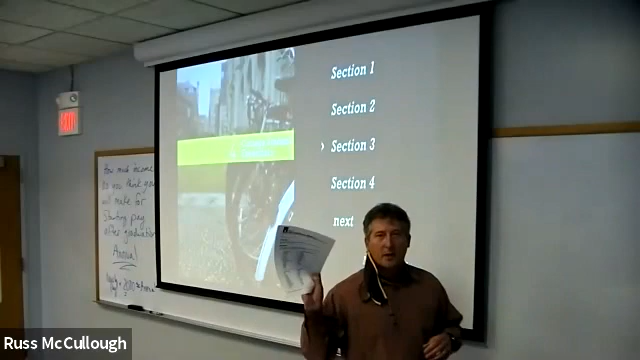 Section 1
Section 2
› Section 3
Section 4
next
EXIT
How much income
do you think you
will make for
starting pay
after graduation
Annual
Russ McCullough